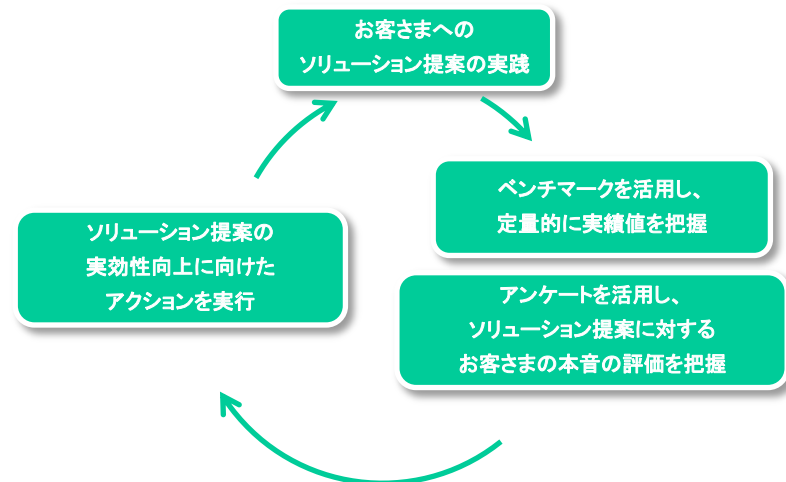 お客さまへの
ソリューション提案の実践
ベンチマークを活用し、
定量的に実績値を把握
アンケートを活用し、
ソリューション提案に対する
お客さまの本音の評価を把握
ソリューション提案の
実効性向上に向けた
アクションを実行